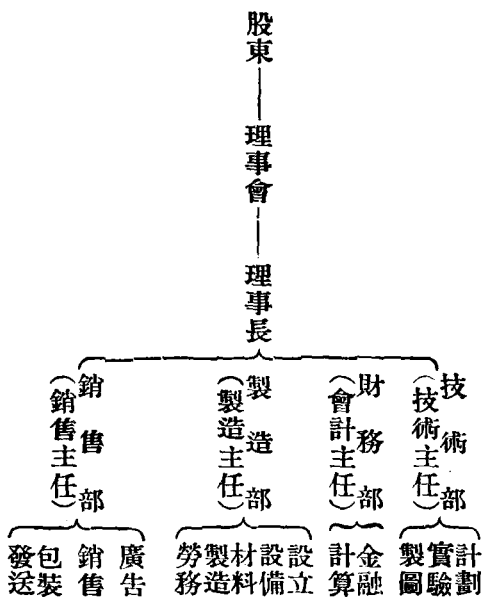 股東
理事會
理事長
技術部
(技術主任)
計劃
實驗
製圖
財務部
(會計主任)
金融
計算
製造部
(製造主任)
設立
設備
材料
製造
勞務
銷售部
(銷售主任)
廣告
銷售
包裝
發送